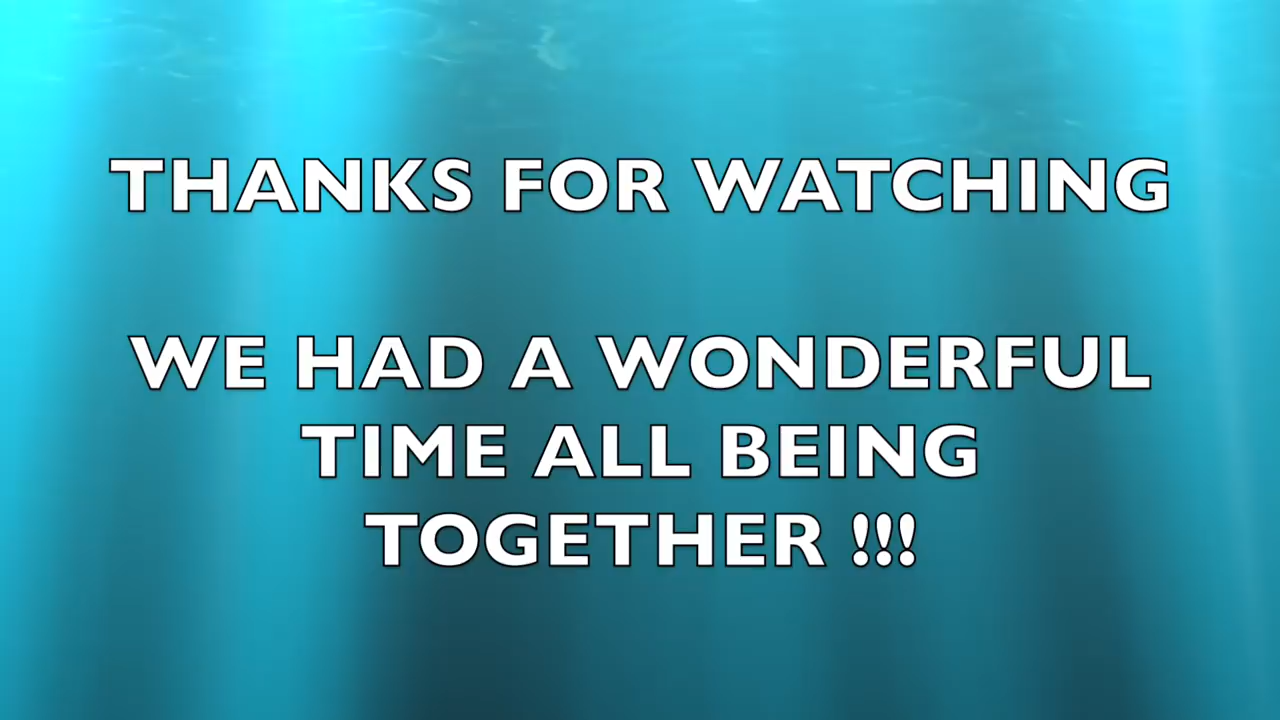 THANKS FOR WATCHING
WE HAD A WONDERFUL
TIME ALL BEING
TOGETHER !!!